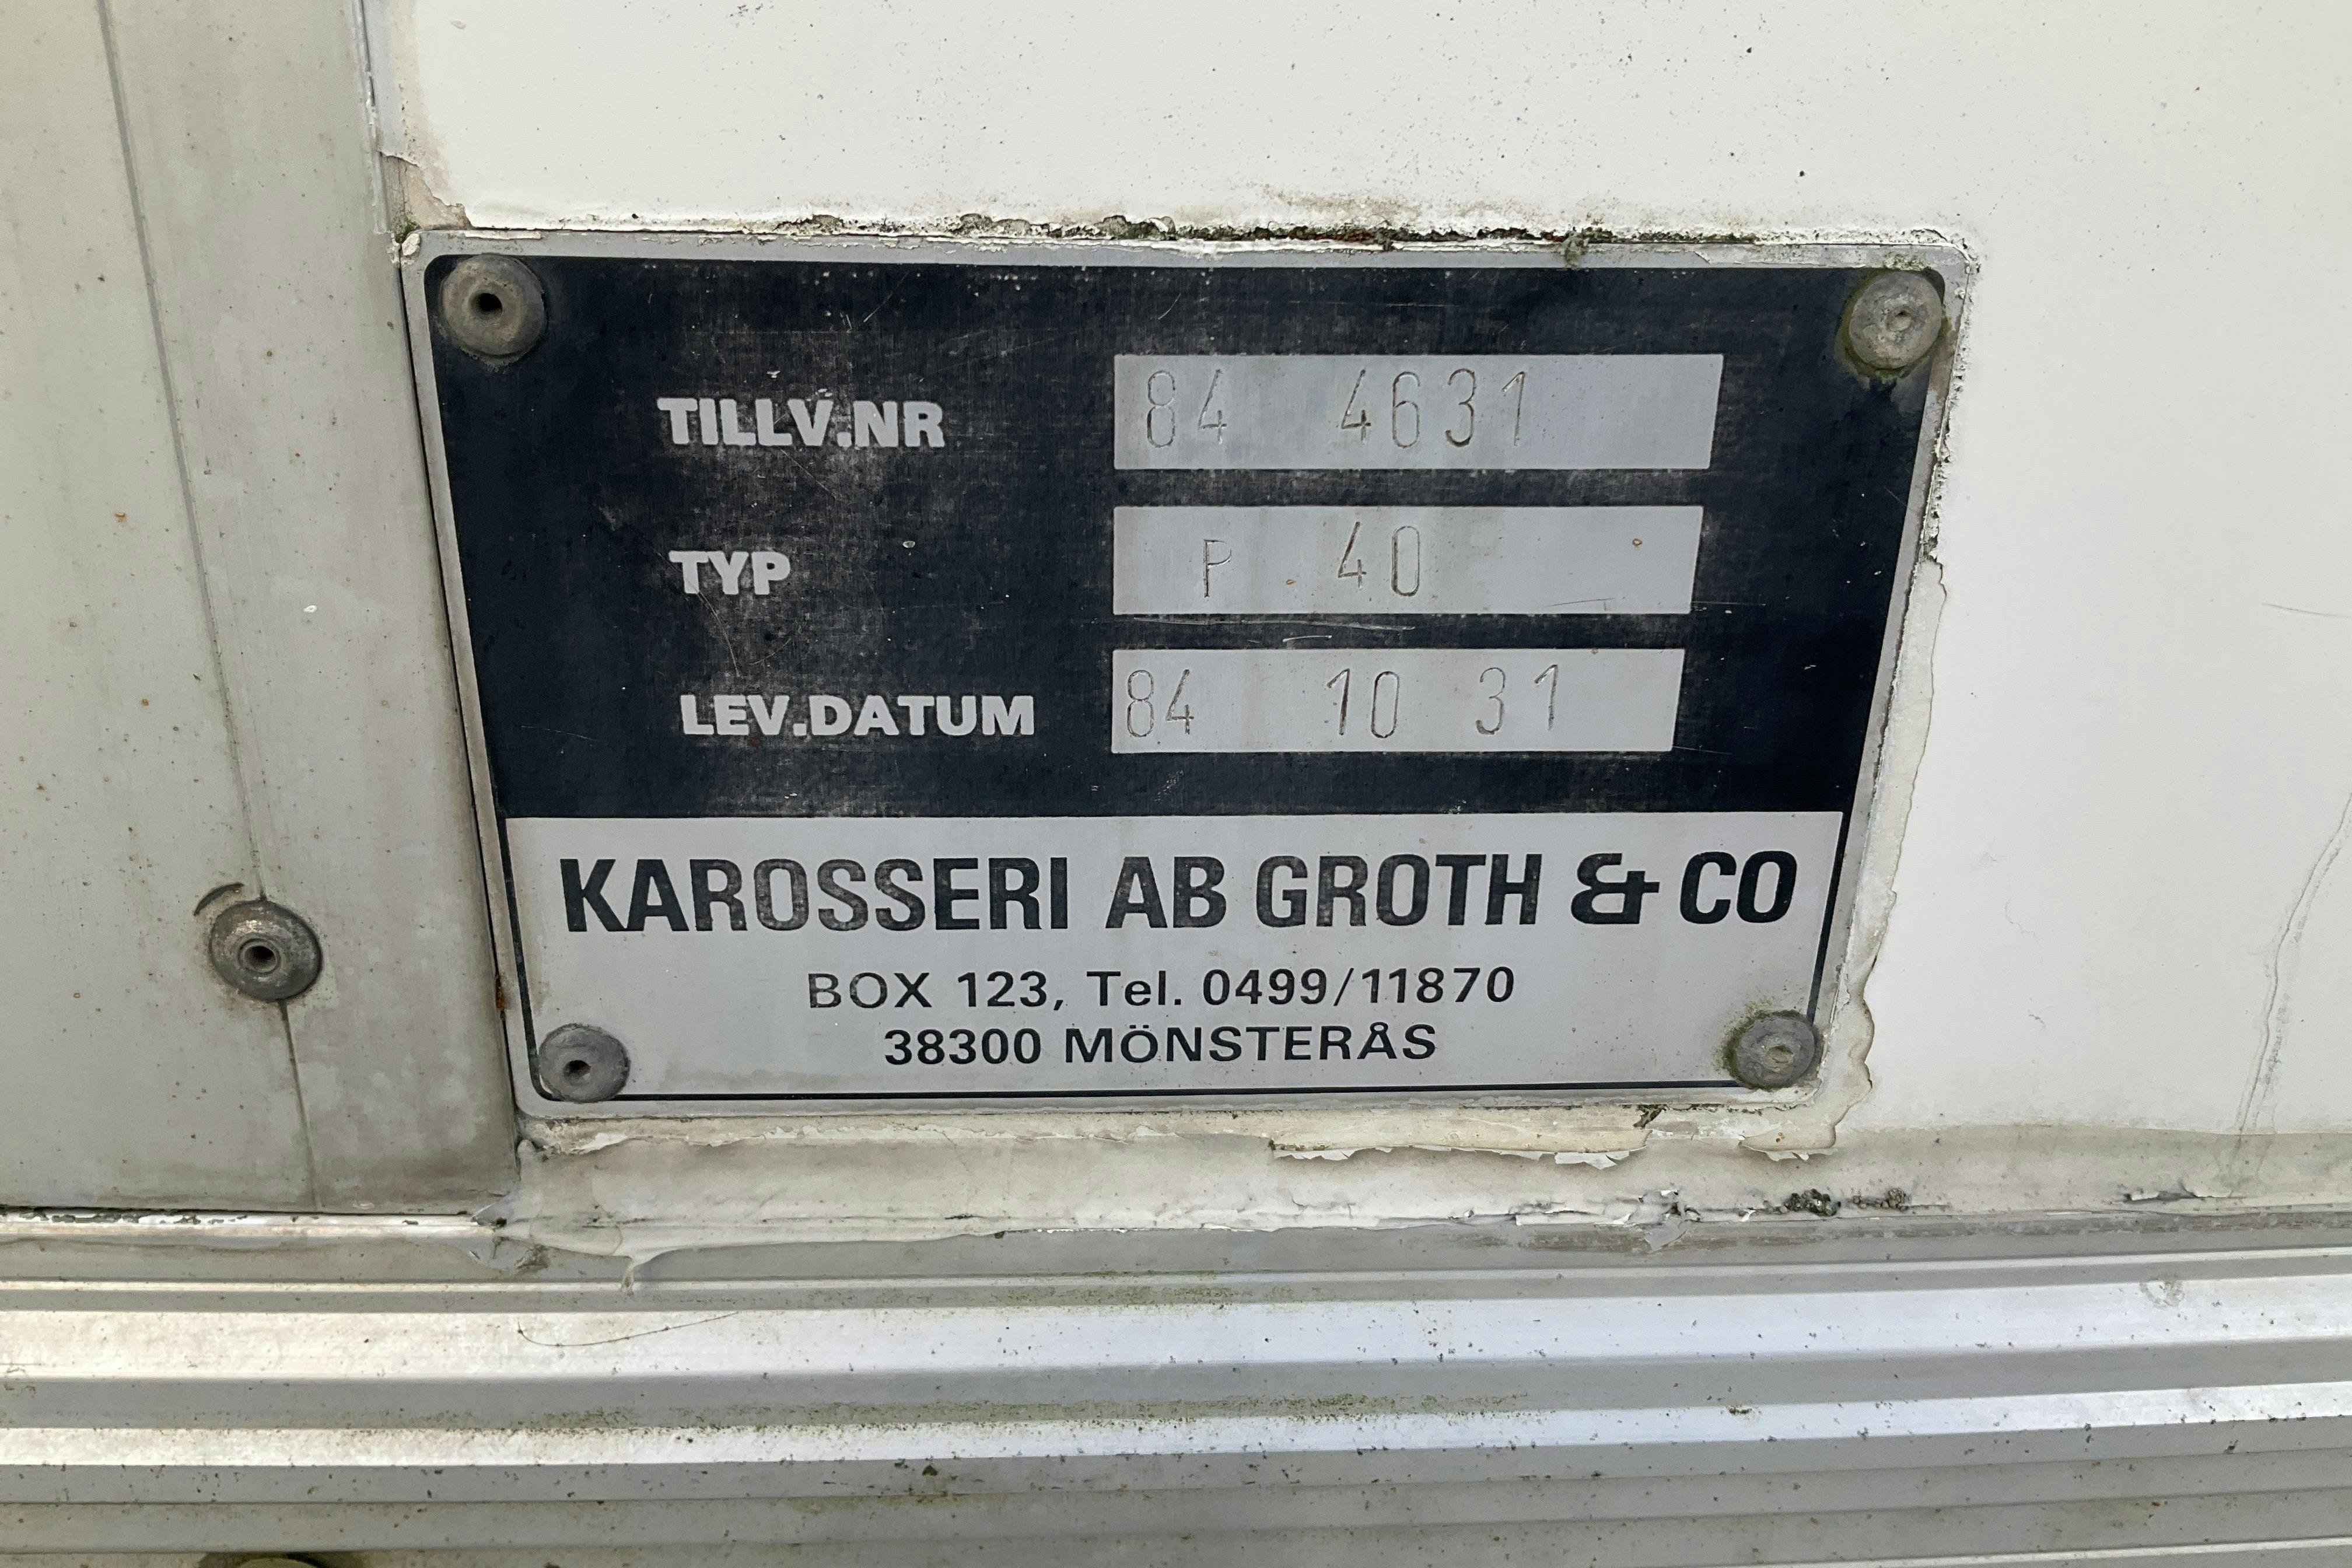 TILLV.NR 84 4631
TYP P 40
LEV.DATUM 84 10 31
KAROSSERI AB GROTH & CO
BOX 123, Tel. 0499/11870
38300 MÖNSTERÅS